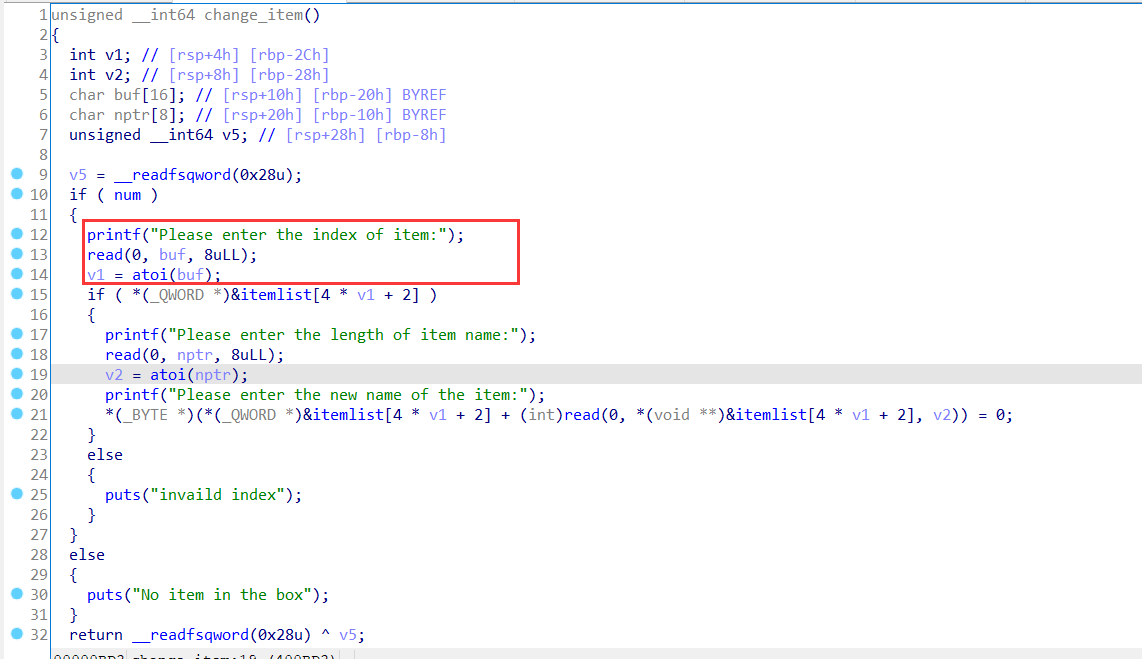 1 unsigned __int64 change_item()
2 {
3 int v1; // [rsp+4h] [rbp-2Ch]
4 int v2; // [rsp+8h] [rbp-28h]
5 char buf[16]; // [rsp+10h] [rbp-20h] BYREF
6 char nptr[8]; // [rsp+20h] [rbp-10h] BYREF
7 unsigned __int64 v5; // [rsp+28h] [rbp-8h]
8
9 v5 = __readfsqword(0x28u);
10 if ( num )
11 {
12 printf("Please enter the index of item:");
13 read(0, buf, 8uLL);
14 v1 = atoi(buf);
15 if ( *(_QWORD *)&itemlist[4 * v1 + 2] )
16 {
17 printf("Please enter the length of item name:");
18 read(0, nptr, 8uLL);
19 v2 = atoi(nptr);
20 printf("Please enter the new name of the item:");
21 *(_BYTE *)(*(_QWORD *)&itemlist[4 * v1 + 2] + (int)read(0, *(void **)&itemlist[4 * v1 + 2], v2)) = 0;
22 }
23 else
24 {
25 puts("invaild index");
26 }
27 }
28 else
29 {
30 puts("No item in the box");
31 }
32 return __readfsqword(0x28u) ^ v5;